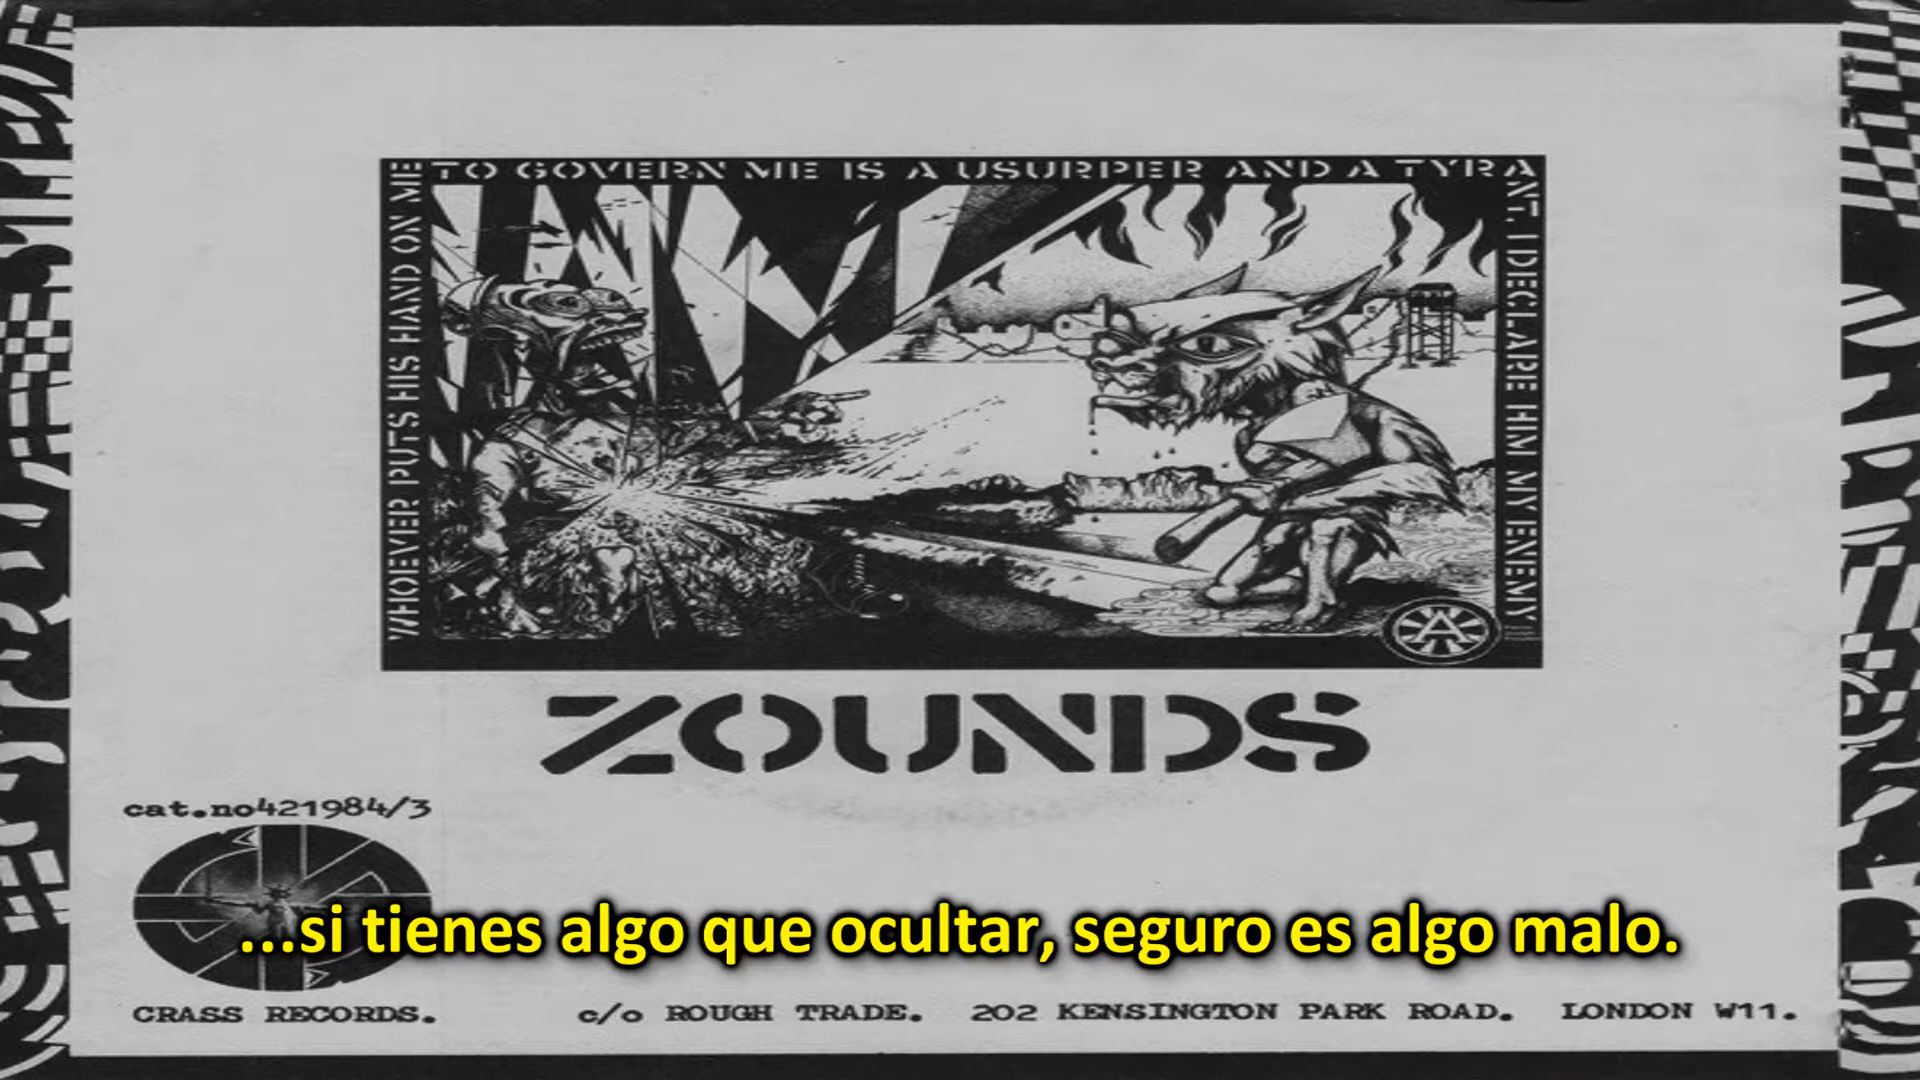 TO GOVERN ME IS A USURPER AND A TYRA
NT, I DECLARE HIM MY ENEMY
WHOEVER PUTS HIS HAND ON ME
A
ZOUNDS
cat.no421984/3
...si tienes algo que ocultar, seguro es algo malo.
CRASS RECORDS. c/o ROUGH TRADE. 202 KENSINGTON PARK ROAD. LONDON W11.